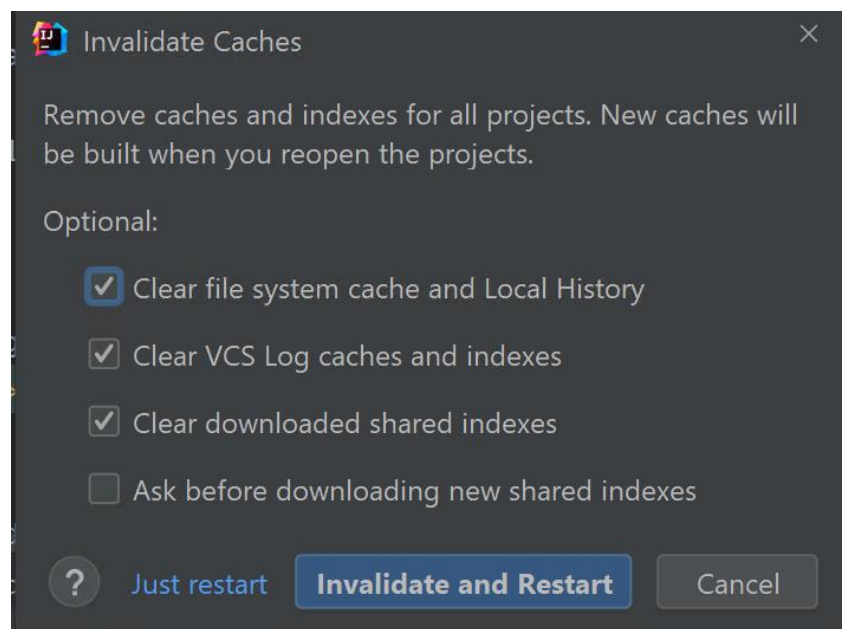 Invalidate Caches
Remove caches and indexes for all projects. New caches will
be built when you reopen the projects.
Optional:
Clear file system cache and Local History
Clear VCS Log caches and indexes
Clear downloaded shared indexes
Ask before downloading new shared indexes
? Just restart Invalidate and Restart Cancel